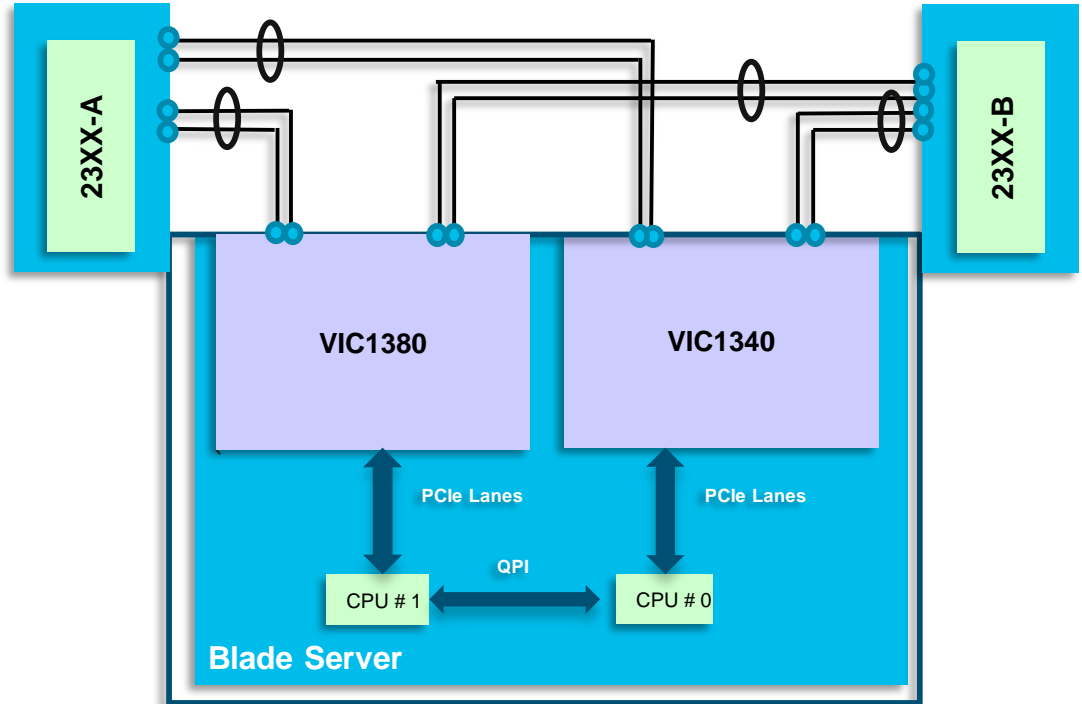 23XX-A
23XX-B
VIC1380
VIC1340
PCIe Lanes
PCIe Lanes
QPI
CPU # 1
CPU # 0
Blade Server